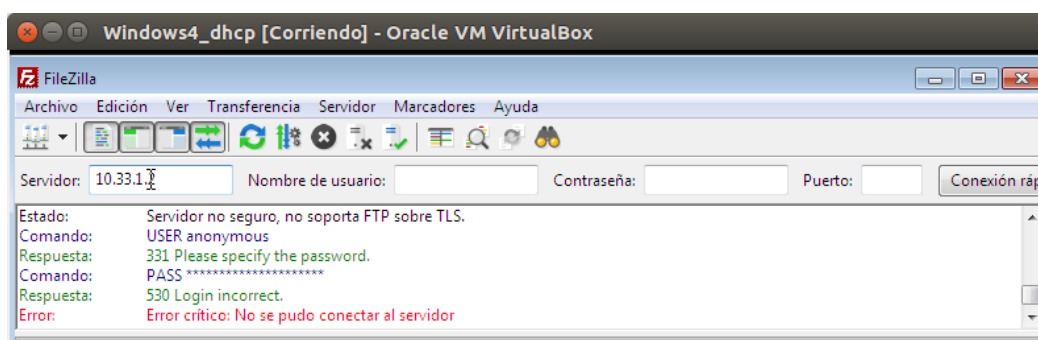 Windows4_dhcp [Corriendo] - Oracle VM VirtualBox
FileZilla
Archivo Edición Ver Transferencia Servidor Marcadores Ayuda
Servidor: 10.33.1. Nombre de usuario: Contraseña: Puerto: Conexión ráp
Estado: Servidor no seguro, no soporta FTP sobre TLS.
Comando: USER anonymous
Respuesta: 331 Please specify the password.
Comando: PASS *********************
Respuesta: 530 Login incorrect.
Error: Error crítico: No se pudo conectar al servidor